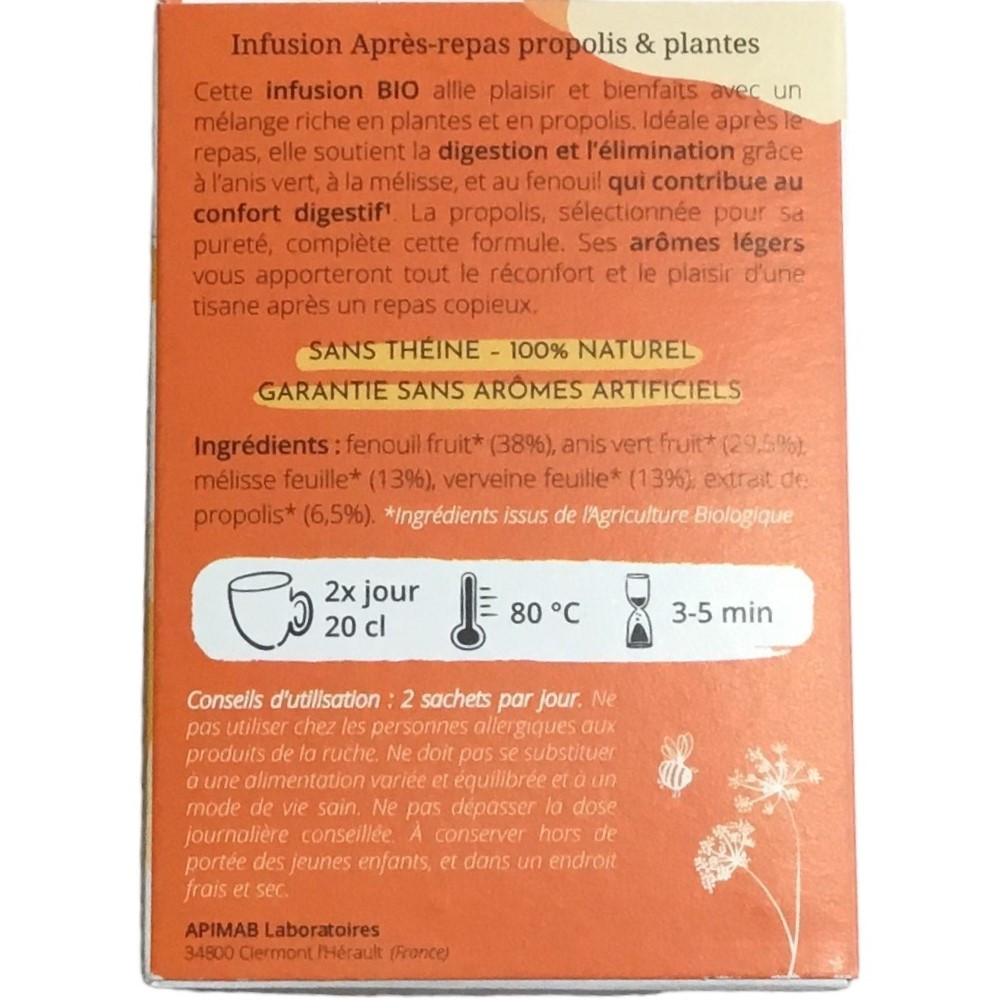 Infusion Après-repas propolis & plantes
Cette infusion BIO allie plaisir et bienfaits avec un
mélange riche en plantes et en propolis. Idéale après le
repas, elle soutient la digestion et l'élimination grâce
à l'anis vert, à la mélisse, et au fenouil qui contribue au
confort digestif¹. La propolis, sélectionnée pour sa
pureté, complète cette formule. Ses arômes légers
vous apporteront tout le réconfort et le plaisir d'une
tisane après un repas copieux.
SANS THÉINE - 100% NATUREL
GARANTIE SANS ARÔMES ARTIFICIELS
Ingrédients : fenouil fruit* (38%), anis vert fruit* (29,5%),
mélisse feuille* (13%), verveine feuille* (13%), extrait de
propolis* (6,5%). *Ingrédients issus de l'Agriculture Biologique
2x jour
20 cl
80 °C
3-5 min
Conseils d'utilisation : 2 sachets par jour. Ne
pas utiliser chez les personnes allergiques aux
produits de la ruche. Ne doit pas se substituer
à une alimentation variée et équilibrée et à un
mode de vie sain. Ne pas dépasser la dose
journalière conseillée. À conserver hors de
portée des jeunes enfants, et dans un endroit
frais et sec.
APIMAB Laboratoires
34800 Clermont l'Hérault (France)